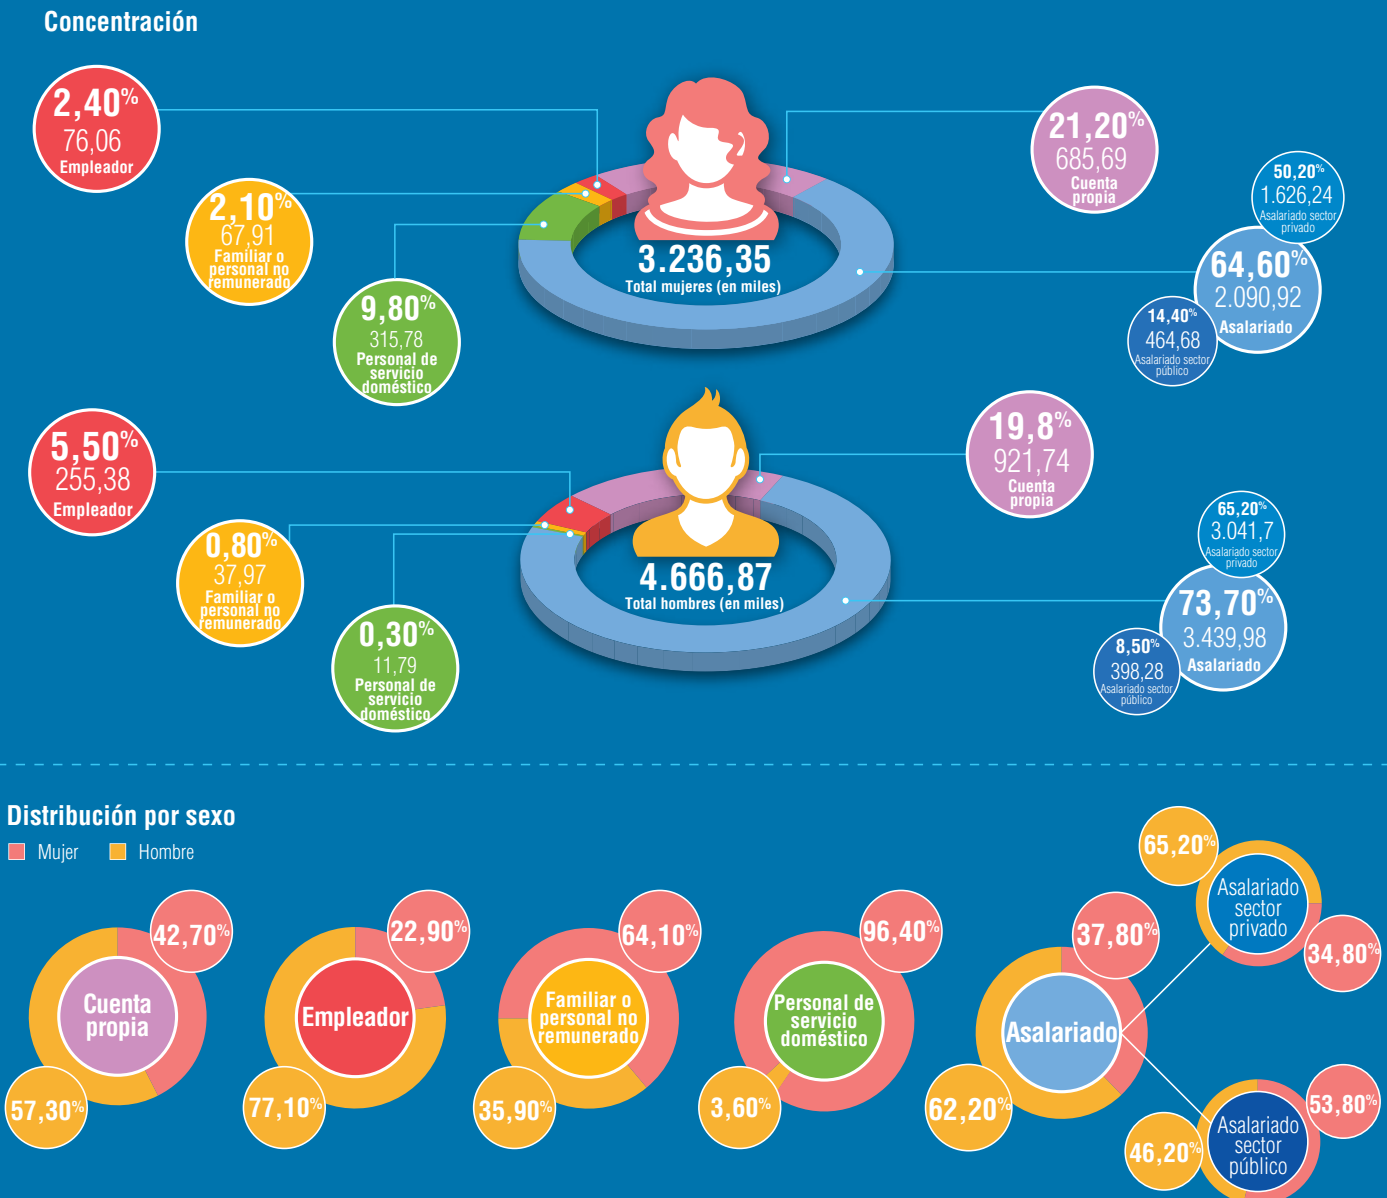 Concentración
2,40%
76,06
Empleador
2,10%
67,91
Familiar o
personal no
remunerado
9,80%
315,78
Personal de
servicio
doméstico
3.236,35
Total mujeres (en miles)
21,20%
685,69
Cuenta
propia
50,20%
1.626,24
Asalariado sector
privado
64,60%
2.090,92
Asalariado
14,40%
464,68
Asalariado sector
público
5,50%
255,38
Empleador
0,80%
37,97
Familiar o
personal no
remunerado
0,30%
11,79
Personal de
servicio
doméstico
4.666,87
Total hombres (en miles)
19,8%
921,74
Cuenta
propia
65,20%
3.041,7
Asalariado sector
privado
73,70%
3.439,98
Asalariado
8,50%
398,28
Asalariado sector
público
Distribución por sexo
Mujer
Hombre
42,70%
Cuenta
propia
57,30%
22,90%
Empleador
77,10%
64,10%
Familiar o
personal no
remunerado
35,90%
96,40%
Personal de
servicio
doméstico
3,60%
37,80%
Asalariado
62,20%
65,20%
Asalariado
sector
privado
34,80%
53,80%
Asalariado
sector
público
46,20%